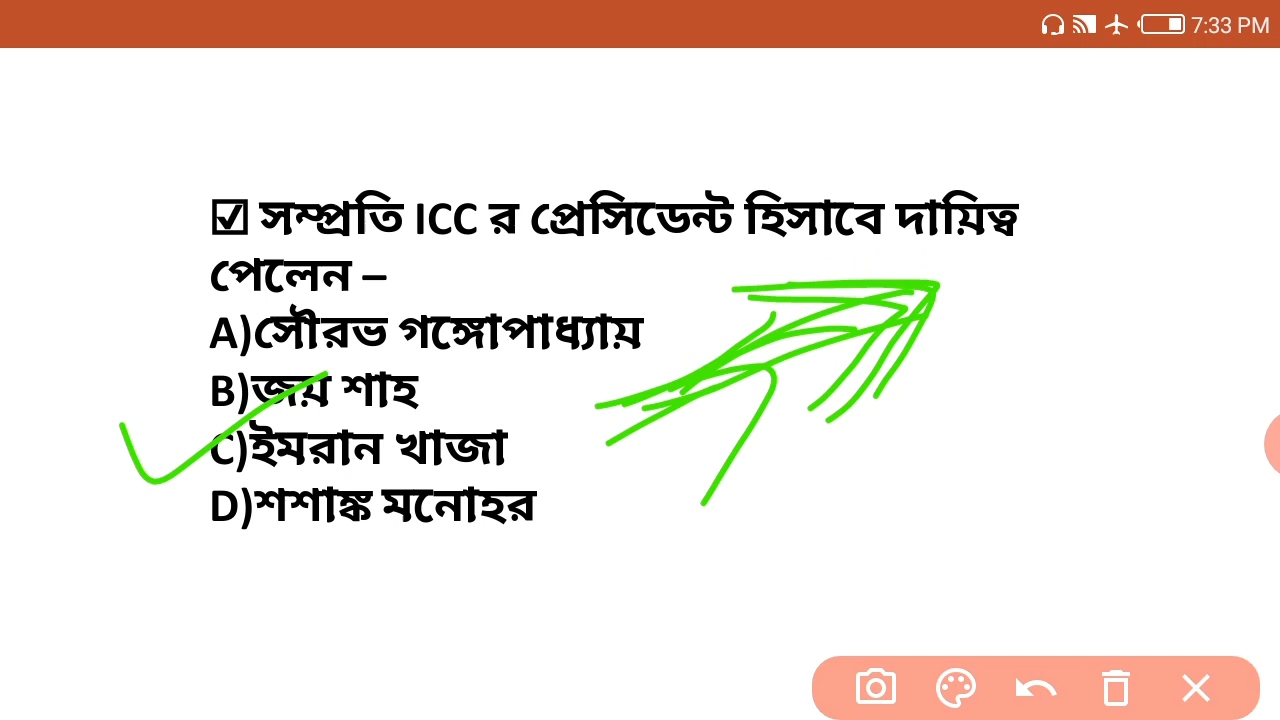 7:33 PM
☑ সম্প্রতি ICC র প্রেসিডেন্ট হিসাবে দায়িত্ব
পেলেন –
A)সৌরভ গঙ্গোপাধ্যায়
B)জয় শাহ
C)ইমরান খাজা
D)শশাঙ্ক মনোহর